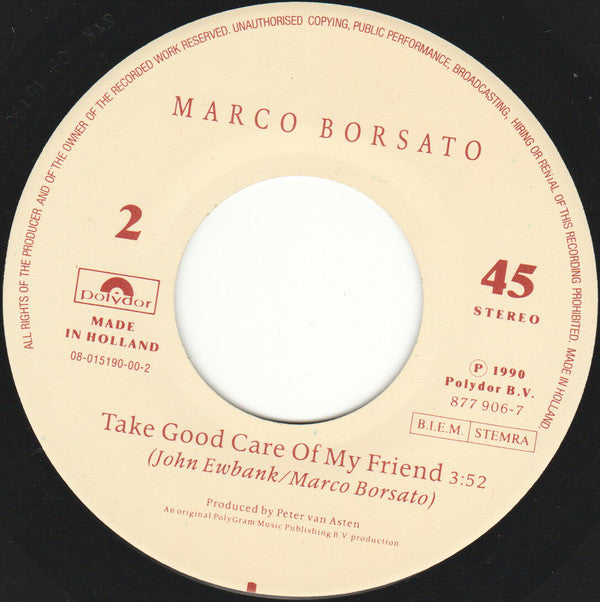 ALL RIGHTS OF THE PRODUCER AND OF THE OWNER OF THE RECORDED WORK RESERVED. UNAUTHORISED COPYING, PUBLIC PERFORMANCE, BROADCASTING, HIRING OR RENTAL OF THIS RECORDING PROHIBITED. MADE IN HOLLAND.
MARCO BORSATO
2
polydor
MADE
IN HOLLAND
08-015190-00-2
45
STEREO
Ⓟ 1990
Polydor B.V.
877 906-7
B.I.E.M. STEMRA
Take Good Care Of My Friend 3:52
(John Ewbank/Marco Borsato)
Produced by Peter van Asten
An original PolyGram Music Publishing B.V. production